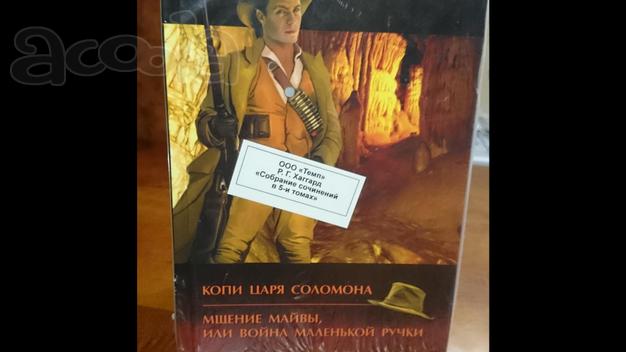 ООО «Темп»
Р. Г. Хаггард
«Собрание сочинений
в 5-и томах»
КОПИ ЦАРЯ СОЛОМОНА
МЩЕНИЕ МАЙВЫ,
ИЛИ ВОЙНА МАЛЕНЬКОЙ РУЧКИ